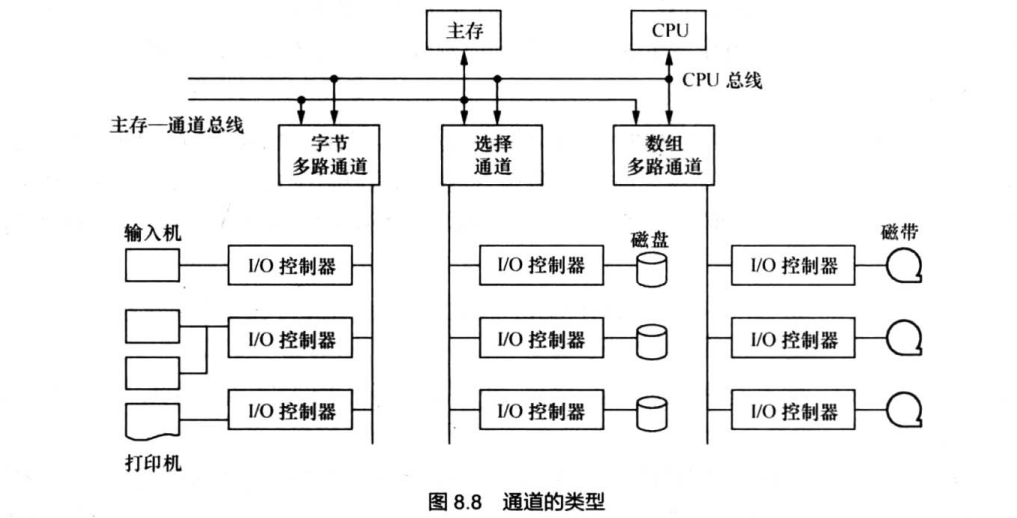 主存
CPU
CPU 总线
主存—通道总线
字节
多路通道
选择
通道
数组
多路通道
输入机
磁盘
磁带
I/O 控制器
I/O 控制器
I/O 控制器
I/O 控制器
I/O 控制器
I/O 控制器
I/O 控制器
I/O 控制器
I/O 控制器
打印机
图 8.8 通道的类型